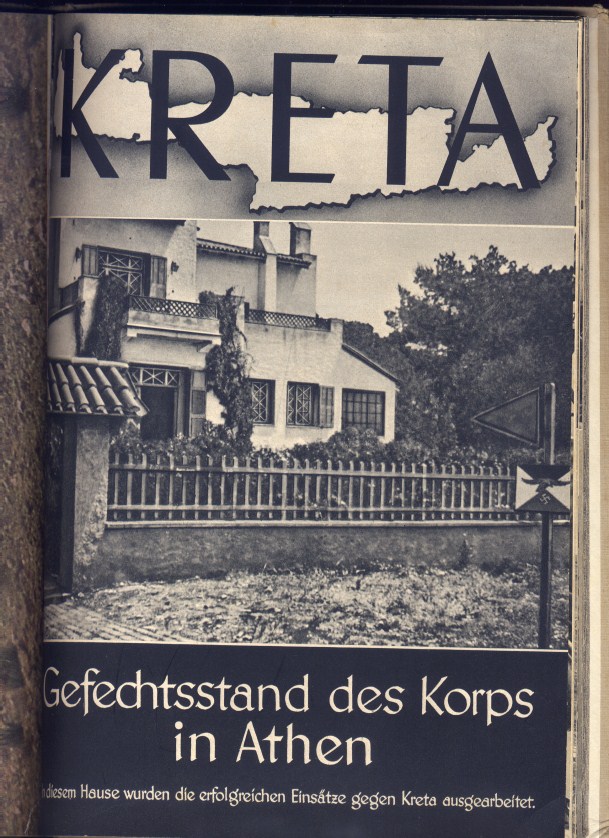 KRETA
Gefechtsstand des Korps
in Athen
diesem Hause wurden die erfolgreichen Einsätze gegen Kreta ausgearbeitet.